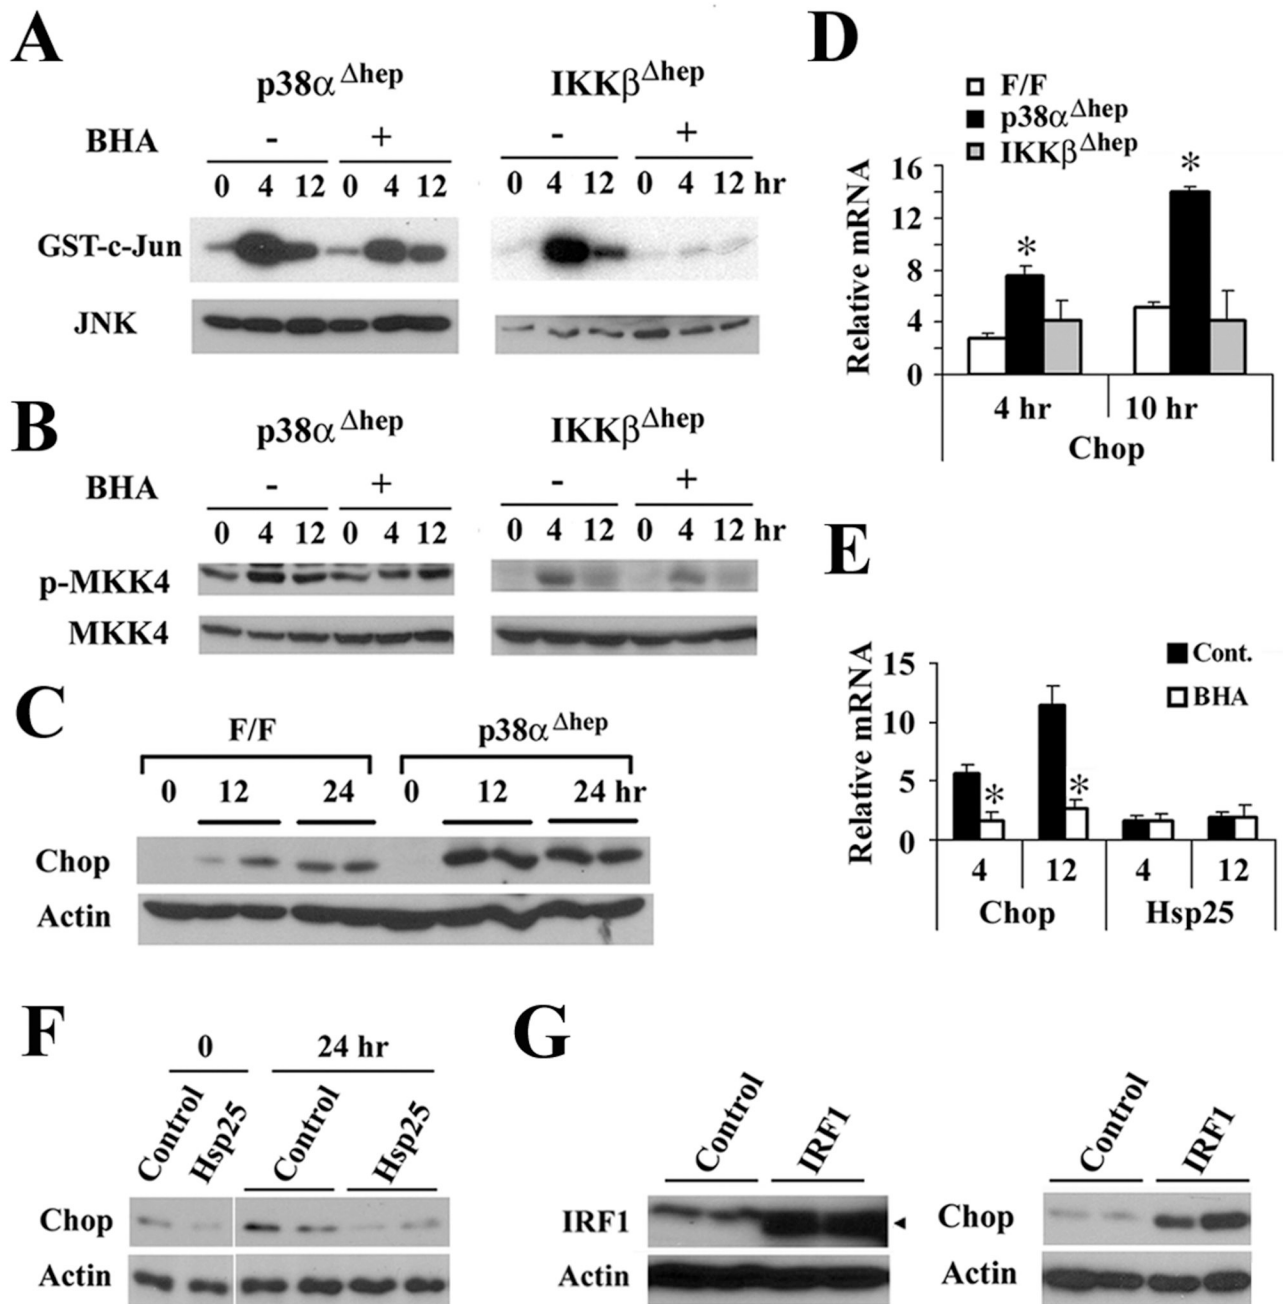 A
p38α Δhep
IKKβ Δhep
BHA - + - +
0 4 12 0 4 12 0 4 12 0 4 12 hr
GST-c-Jun
JNK
B
p38α Δhep
IKKβ Δhep
BHA - + - +
0 4 12 0 4 12 0 4 12 0 4 12 hr
p-MKK4
MKK4
C
F/F
p38α Δhep
0 12 24 0 12 24 hr
Chop
Actin
D
F/F
p38α Δhep
IKKβ Δhep
Relative mRNA
16
12
8
4
0
*
*
4 hr 10 hr
Chop
E
Relative mRNA
15
10
5
0
Cont.
BHA
*
*
4 12 4 12
Chop Hsp25
F
0 24 hr
Control Hsp25 Control Hsp25
Chop
Actin
G
Control IRF1
IRF1
Actin
Control IRF1
Chop
Actin